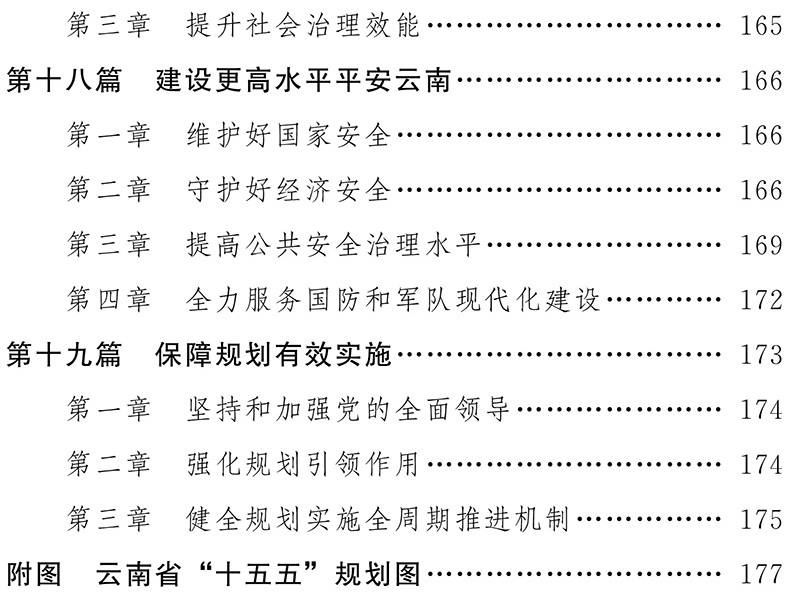 第三章 提升社会治理效能…………………………… 165
第十八篇 建设更高水平平安云南……………………… 166
第一章 维护好国家安全……………………………… 166
第二章 守护好经济安全……………………………… 166
第三章 提高公共安全治理水平……………………… 169
第四章 全力服务国防和军队现代化建设………… 172
第十九篇 保障规划有效实施……………………………… 173
第一章 坚持和加强党的全面领导…………………… 174
第二章 强化规划引领作用…………………………… 174
第三章 健全规划实施全周期推进机制…………… 175
附图 云南省“十五五”规划图…………………………… 177